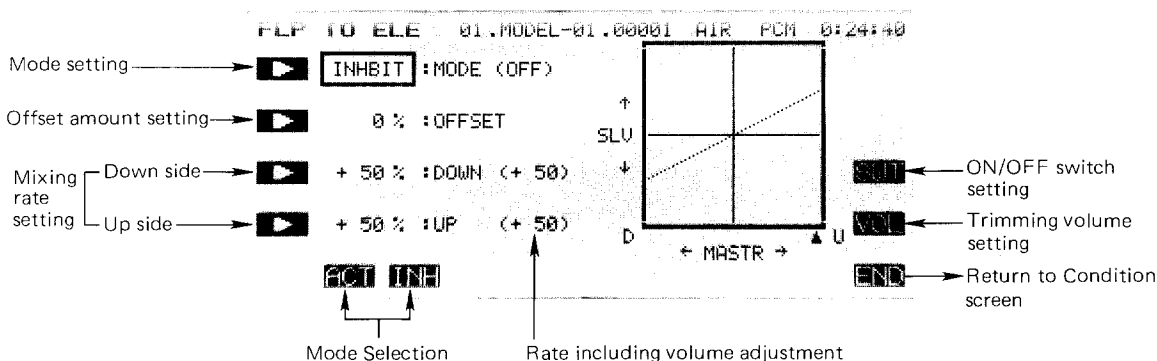 FLP TO ELE 01.MODEL-01.00001 AIR PCM 0:24:40
Mode setting INHBIT :MODE (OFF)
Offset amount setting 0 % :OFFSET
Mixing rate setting
Down side + 50 % :DOWN (+ 50)
Up side + 50 % :UP (+ 50)
↑
SLV
↓
D ← MASTR → ▲ U
SWT ON/OFF switch setting
VOL Trimming volume setting
END Return to Condition screen
ACT INH
Mode Selection
Rate including volume adjustment